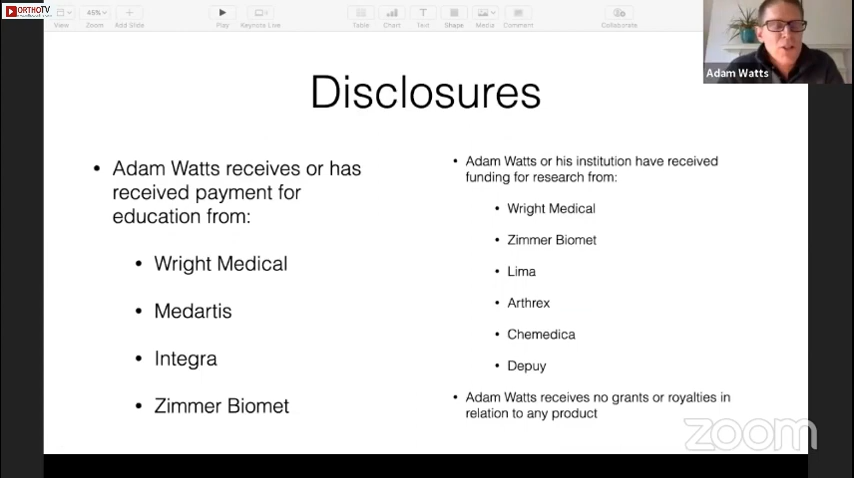 ORTHOTV
View
45%
Zoom
Add Slide
Play
Keynote Live
Table
Chart
Text
Shape
Media
Comment
Collaborate
Adam Watts
Disclosures
• Adam Watts receives or has
received payment for
education from:
• Wright Medical
• Medartis
• Integra
• Zimmer Biomet
• Adam Watts or his institution have received
funding for research from:
• Wright Medical
• Zimmer Biomet
• Lima
• Arthrex
• Chemedica
• Depuy
• Adam Watts receives no grants or royalties in
relation to any product
zoom